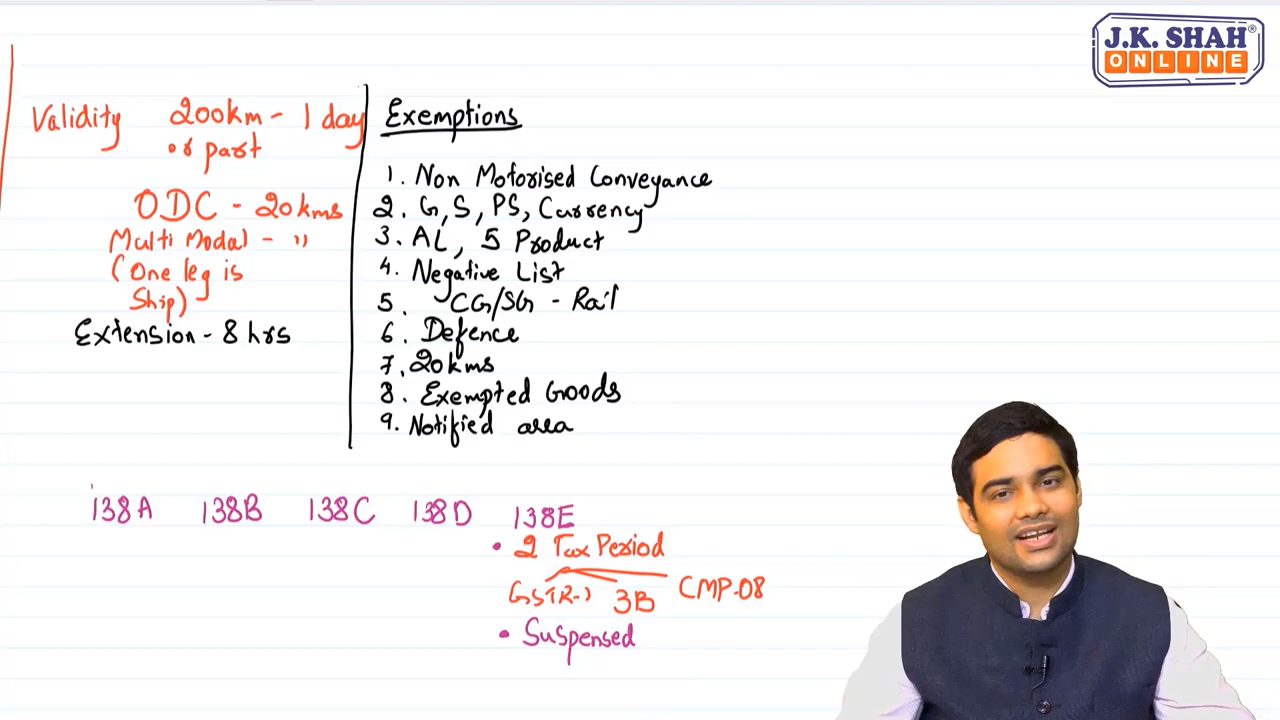 J.K. SHAH®
ONLINE
Validity 200km - 1 day
or part
ODC - 20kms
Multi Modal - "
(One leg is
Ship)
Extension - 8 hrs
Exemptions
1. Non Motorised Conveyance
2. G, S, PS, Currency
3. AL, 5 Product
4. Negative List
5. CG/SG - Rail
6. Defence
7. 20kms
8. Exempted Goods
9. Notified area
138A 138B 138C 138D 138E
• 2 Tax Period
GSTR-1 3B CMP-08
• Suspensed